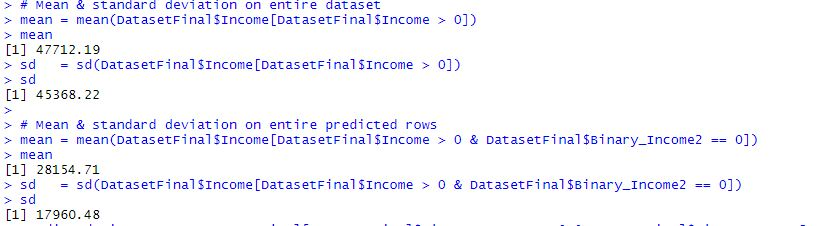 > # Mean & standard deviation on entire dataset
> mean = mean(DatasetFinal$Income[DatasetFinal$Income > 0])
> mean
[1] 47712.19
> sd   = sd(DatasetFinal$Income[DatasetFinal$Income > 0])
> sd
[1] 45368.22
>
> # Mean & standard deviation on entire predicted rows
> mean = mean(DatasetFinal$Income[DatasetFinal$Income > 0 & DatasetFinal$Binary_Income2 == 0])
> mean
[1] 28154.71
> sd   = sd(DatasetFinal$Income[DatasetFinal$Income > 0 & DatasetFinal$Binary_Income2 == 0])
> sd
[1] 17960.48